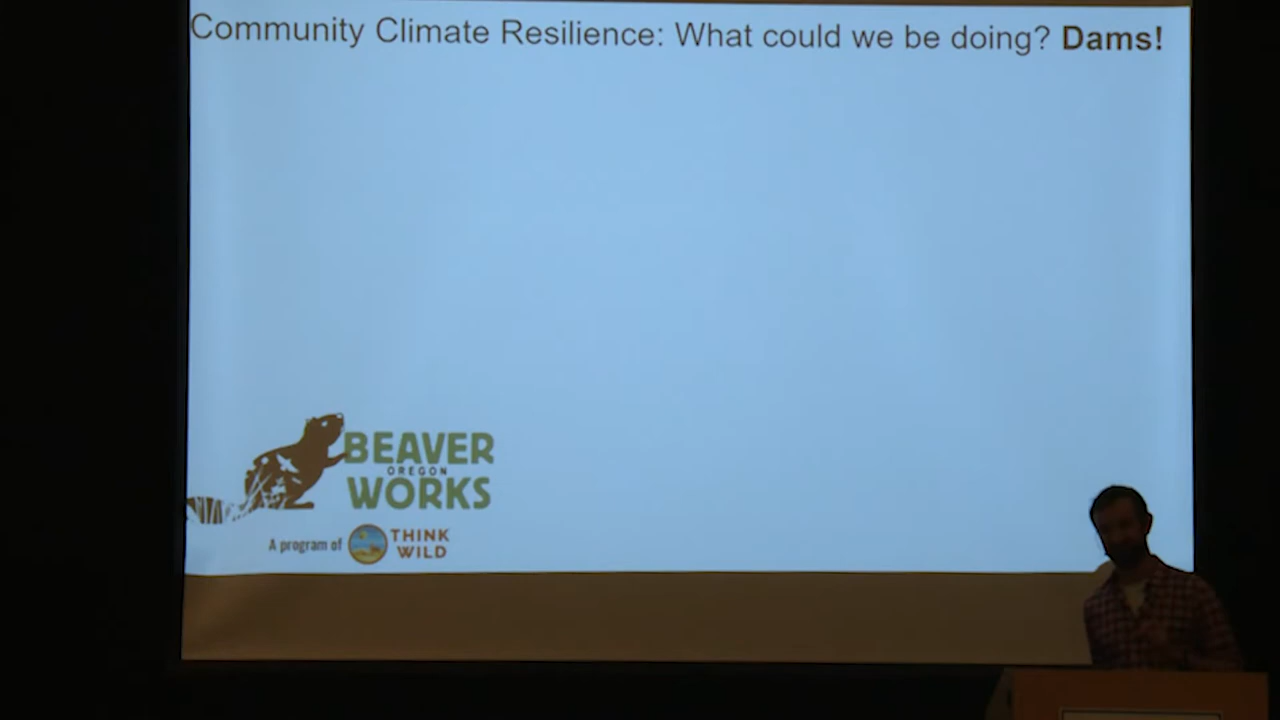 Community Climate Resilience: What could we be doing? Dams!
BEAVER
OREGON
WORKS
A program of THINK
WILD